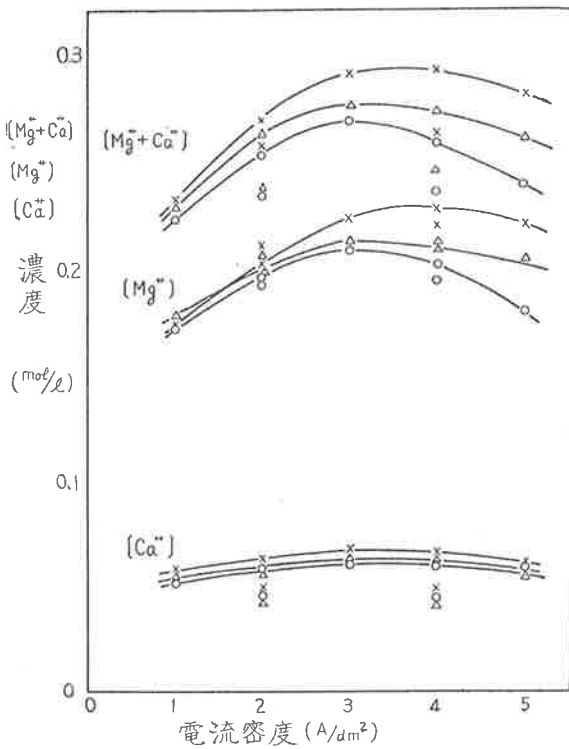 0.3
(Mg⁺⁺+Ca⁺⁺)
(Mg⁺⁺)
(Ca⁺⁺)
濃度
(mol/ℓ)
0.2
0.1
0
(Mg⁺⁺+Ca⁺⁺)
(Mg⁺⁺)
(Ca⁺⁺)
1 2 3 4 5
電流密度 (A/dm²)